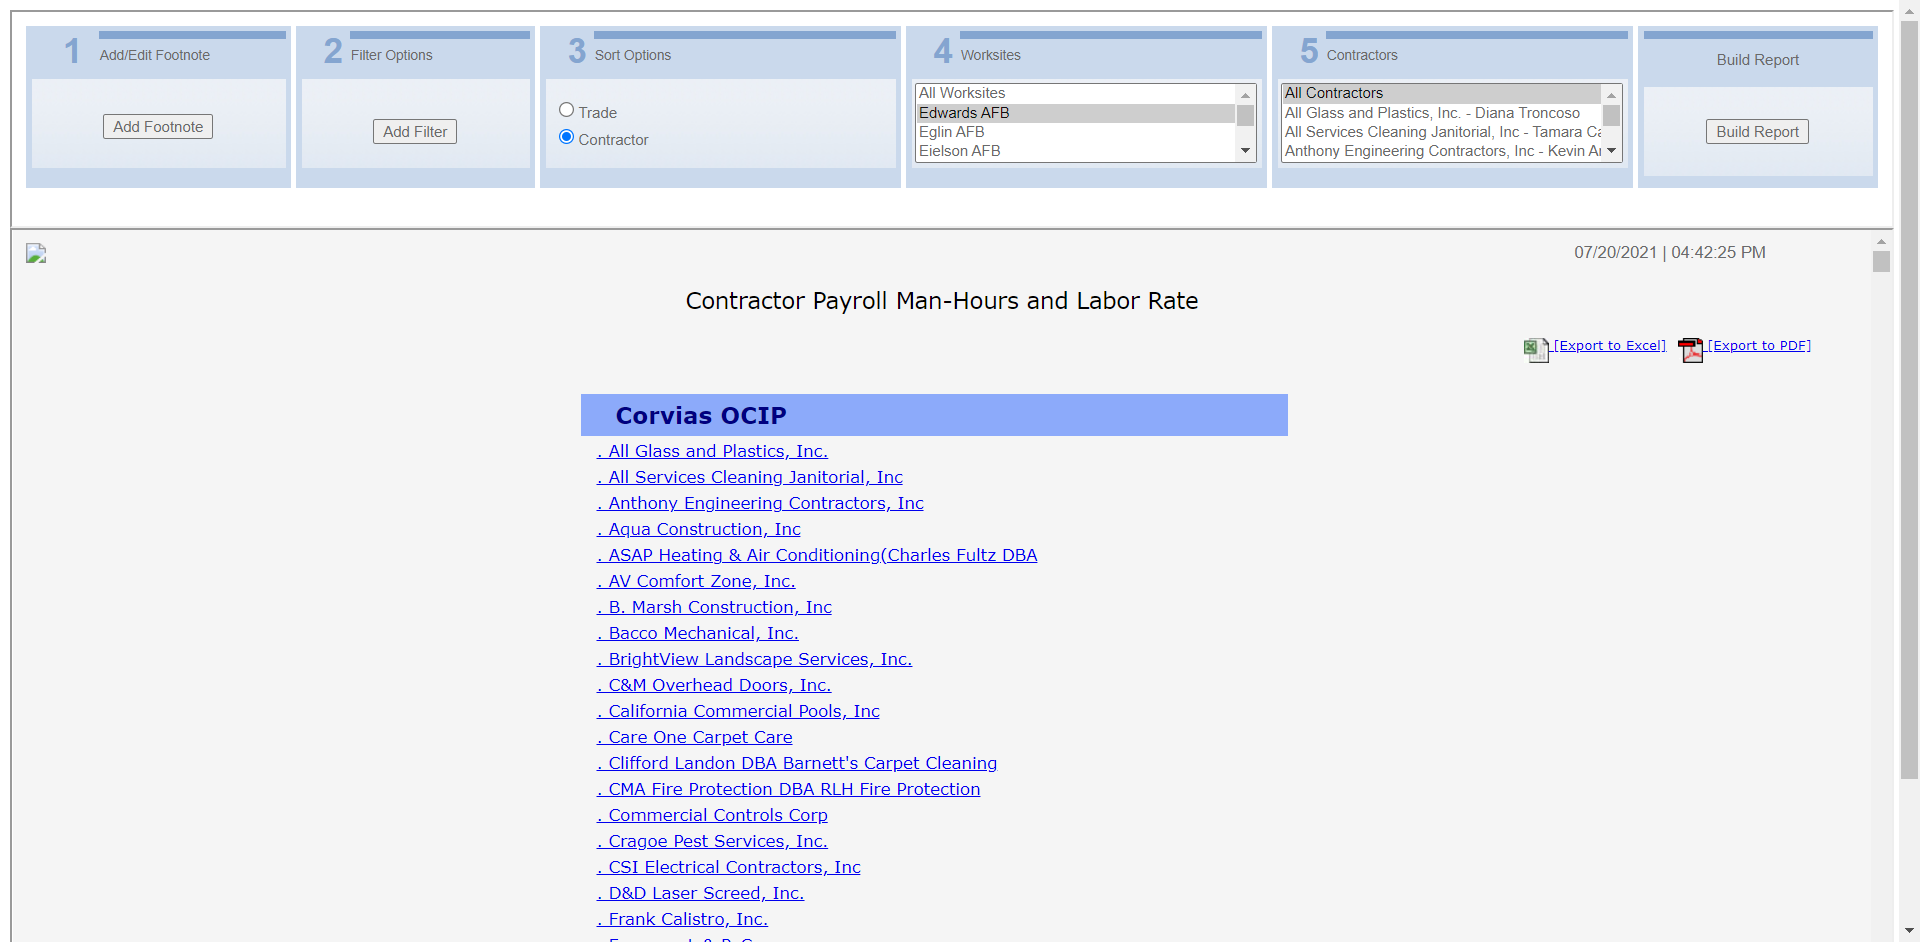 1 Add/Edit Footnote
Add Footnote
2 Filter Options
Add Filter
3 Sort Options
Trade
Contractor
4 Worksites
All Worksites
Edwards AFB
Eglin AFB
Eielson AFB
5 Contractors
All Contractors
All Glass and Plastics, Inc. - Diana Troncoso
All Services Cleaning Janitorial, Inc - Tamara Ca
Anthony Engineering Contractors, Inc - Kevin
Build Report
Build Report
07/20/2021 | 04:42:25 PM
Contractor Payroll Man-Hours and Labor Rate
[Export to Excel] [Export to PDF]
Corvias OCIP
. All Glass and Plastics, Inc.
. All Services Cleaning Janitorial, Inc
. Anthony Engineering Contractors, Inc
. Aqua Construction, Inc
. ASAP Heating & Air Conditioning(Charles Fultz DBA
. AV Comfort Zone, Inc.
. B. Marsh Construction, Inc
. Bacco Mechanical, Inc.
. BrightView Landscape Services, Inc.
. C&M Overhead Doors, Inc.
. California Commercial Pools, Inc
. Care One Carpet Care
. Clifford Landon DBA Barnett's Carpet Cleaning
. CMA Fire Protection DBA RLH Fire Protection
. Commercial Controls Corp
. Cragoe Pest Services, Inc.
. CSI Electrical Contractors, Inc
. D&D Laser Screed, Inc.
. Frank Calistro, Inc.